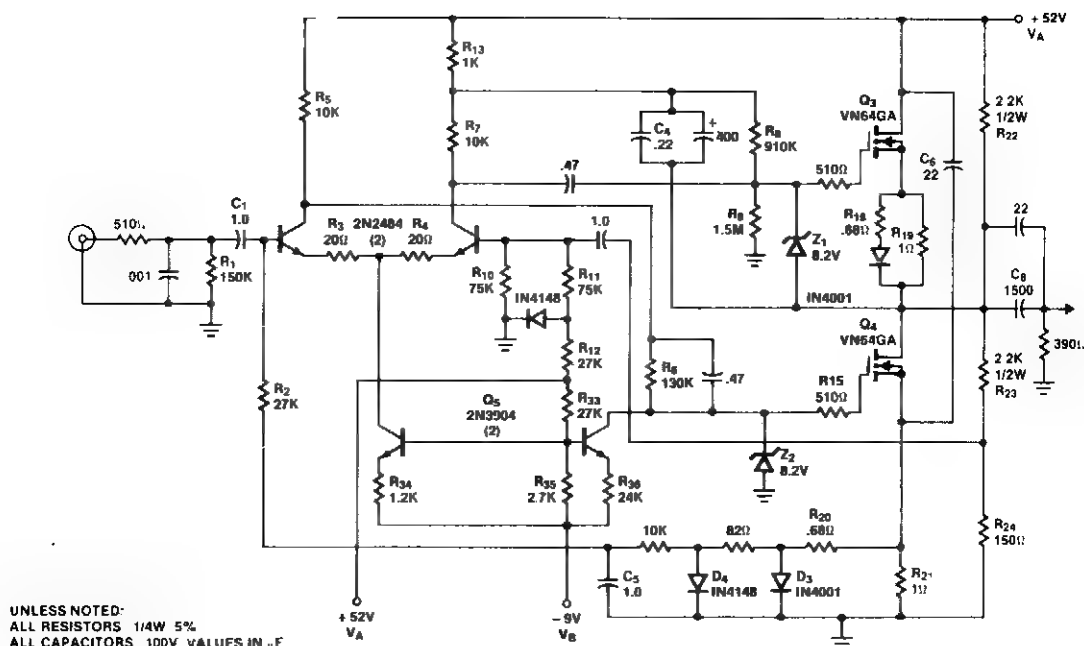 + 52V
VA
R13
1K
R5
10K
R7
10K
C4
.22
+
400
R8
910K
Q3
VN64GA
C6
22
2 2K
1/2W
R22
.47
510Ω
C1
1.0
510Ω
R3
20Ω
2N2484
(2)
R4
20Ω
1.0
R9
1.5M
Z1
8.2V
510Ω
R18
.68Ω
R19
1Ω
22
001
R1
150K
R10
75K
R11
75K
IN4148
IN4001
C8
1500
Q4
VN64GA
390Ω
R12
27K
R2
27K
Q5
2N3904
(2)
R33
27K
R6
130K
.47
R15
510Ω
2 2K
1/2W
R23
Z2
8.2V
R34
1.2K
R35
2.7K
R36
24K
10K
82Ω
R20
.68Ω
R24
150Ω
C5
1.0
D4
IN4148
D3
IN4001
R21
1Ω
+ 52V
VA
- 9V
VB
UNLESS NOTED:
ALL RESISTORS 1/4W 5%
ALL CAPACITORS 100V VALUES IN